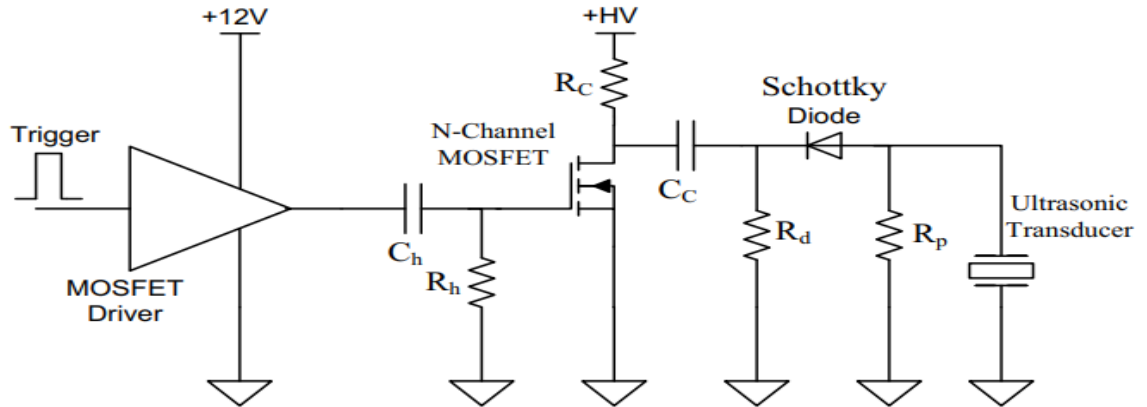 +12V
+HV
R_C
Schottky
Diode
Trigger
N-Channel
MOSFET
C_C
Ultrasonic
Transducer
C_h
R_h
R_d
R_p
MOSFET
Driver